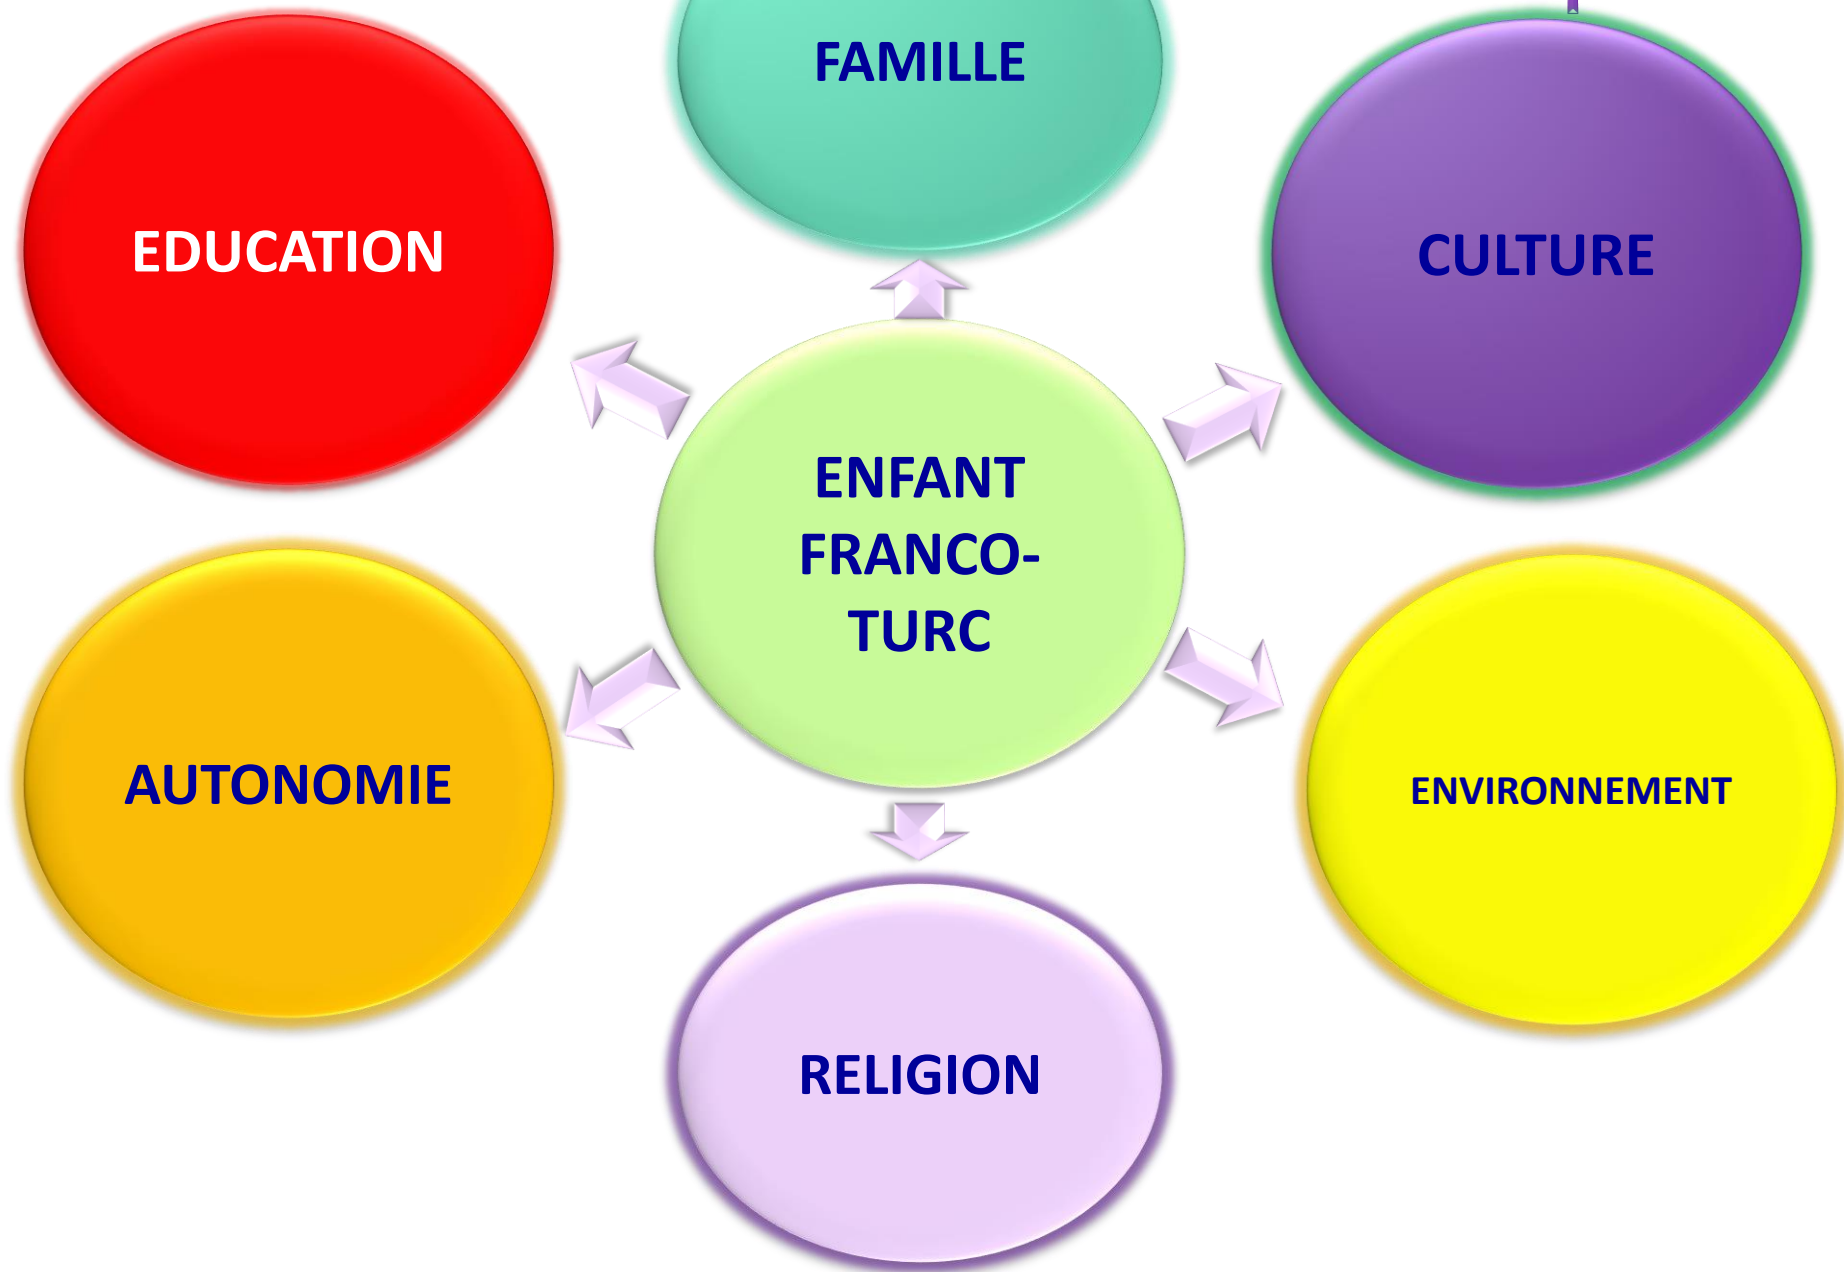 FAMILLE
EDUCATION
CULTURE
ENFANT
FRANCO-
TURC
AUTONOMIE
ENVIRONNEMENT
RELIGION